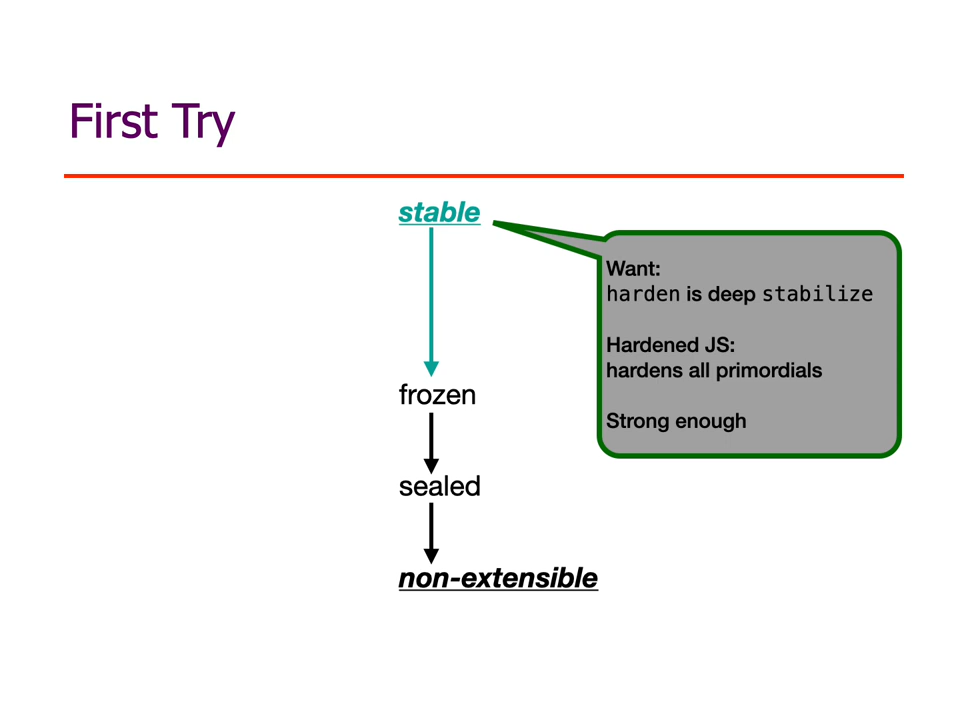 First Try
stable
Want:
harden is deep stabilize
Hardened JS:
hardens all primordials
Strong enough
frozen
sealed
non-extensible